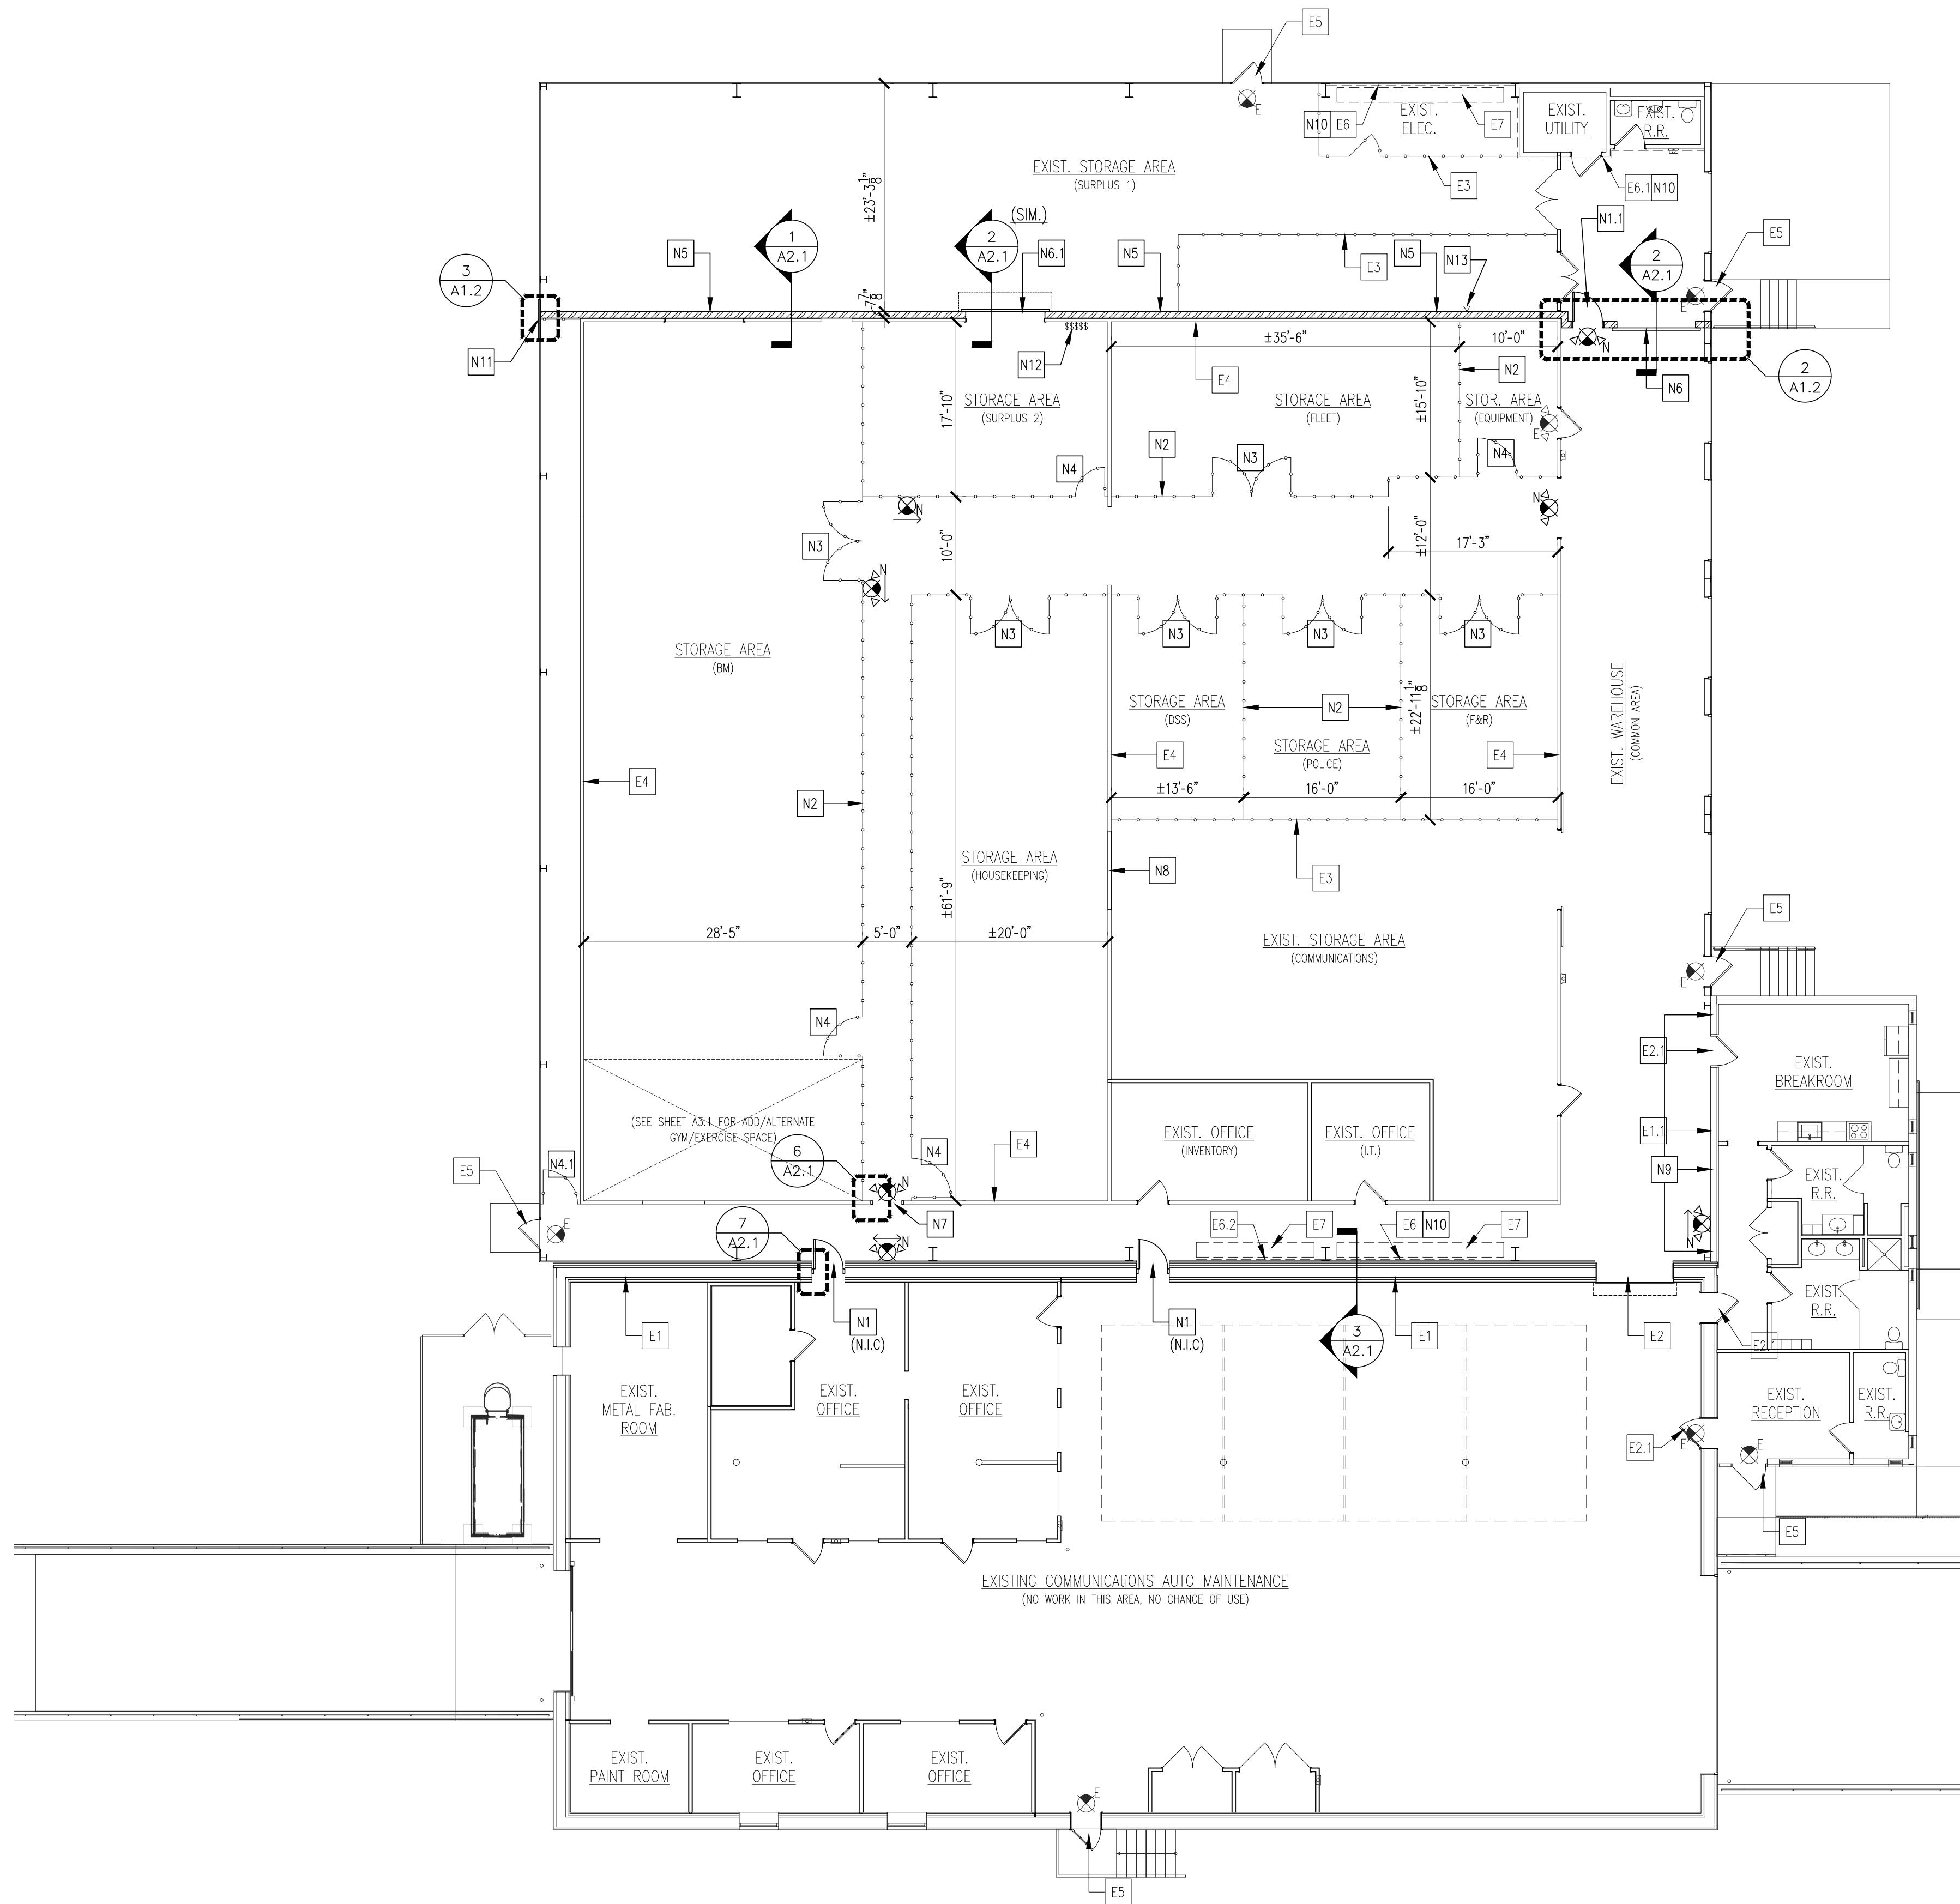 E5
EXIST.
ELEC.
N10 E6
E7
EXIST.
UTILITY
EXIST.
R.R.
E
E3
E6.1 N10
EXIST. STORAGE AREA
(SURPLUS 1)
±23'-3 1/8"
(SIM.)
1
A2.1
2
A2.1
N6.1
N5
N5
N5
N13
E3
N1.1
2
A2.1
E5
E
3
A1.2
7 7/8"
N11
$$$$$
N12
E4
±35'-6"
10'-0"
N2
N
N6
2
A1.2
17'-10"
STORAGE AREA
(SURPLUS 2)
STORAGE AREA
(FLEET)
±15'-10"
STOR. AREA
(EQUIPMENT)
E
N2
N4
N3
N4
N
N
N3
10'-0"
±12'-0"
17'-3"
N
N3
N3
N3
N3
STORAGE AREA
(BM)
EXIST. WAREHOUSE
(COMMON AREA)
STORAGE AREA
(DSS)
N2
±22'-11 1/8"
STORAGE AREA
(F&R)
STORAGE AREA
(POLICE)
E4
E4
E4
N2
±13'-6"
16'-0"
16'-0"
STORAGE AREA
(HOUSEKEEPING)
N8
E3
±61'-9"
28'-5"
5'-0"
±20'-0"
EXIST. STORAGE AREA
(COMMUNICATIONS)
E5
E
N4
E2.1
EXIST.
BREAKROOM
(SEE SHEET A3.1 FOR ADD/ALTERNATE
GYM/EXERCISE SPACE)
E1.1
EXIST. OFFICE
(INVENTORY)
EXIST. OFFICE
(I.T.)
E4
6
A2.1
N4
N4.1
E5
N9
EXIST.
R.R.
N
N7
E
7
A2.1
N
E6.2
E7
E6 N10
E7
N
E1
N1
(N.I.C)
N1
(N.I.C)
3
A2.1
E1
E2
E2.1
EXIST.
R.R.
EXIST.
METAL FAB.
ROOM
EXIST.
OFFICE
EXIST.
OFFICE
EXIST.
RECEPTION
EXIST.
R.R.
E2.1
E
E
E5
EXISTING COMMUNICATiONS AUTO MAINTENANCE
(NO WORK IN THIS AREA, NO CHANGE OF USE)
EXIST.
PAINT ROOM
EXIST.
OFFICE
EXIST.
OFFICE
E
E5